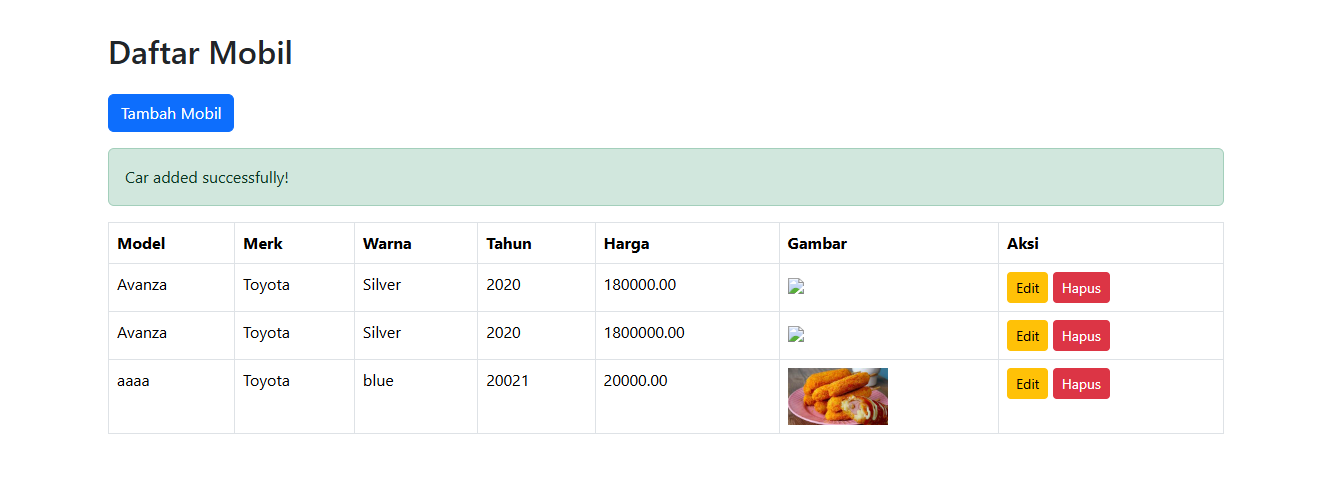 Daftar Mobil
Tambah Mobil
Car added successfully!
Model Merk Warna Tahun Harga Gambar Aksi
Avanza Toyota Silver 2020 180000.00 Edit Hapus
Avanza Toyota Silver 2020 1800000.00 Edit Hapus
aaaa Toyota blue 20021 20000.00 Edit Hapus